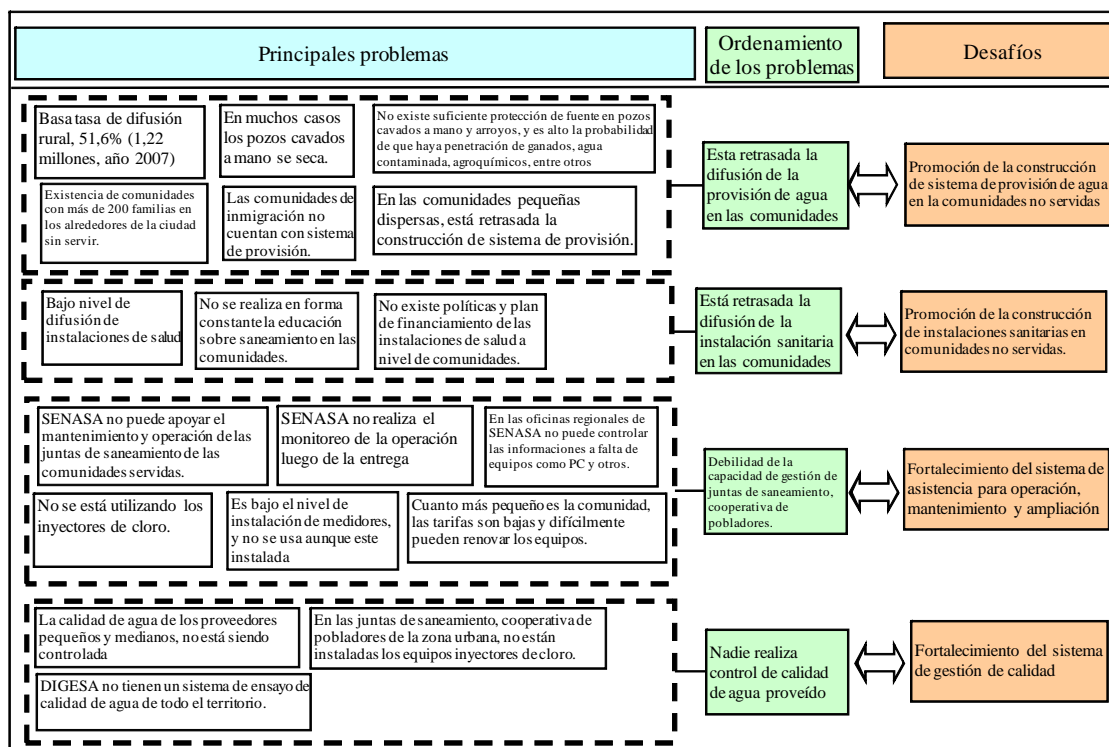 Principales problemas
Ordenamiento
de los problemas
Desafíos
Basa tasa de difusión
rural, 51,6% (1,22
millones, año 2007)
En muchos casos
los pozos cavados
a mano se seca.
No existe suficiente protección de fuente en pozos
cavados a mano y arroyos, y es alto la probabilidad
de que haya penetración de ganados, agua
contaminada, agroquímicos, entre otros
Existencia de comunidades
con más de 200 familias en
los alrededores de la ciudad
sin servir.
Las comunidades de
inmigración no
cuentan con sistema
de provisión.
En las comunidades pequeñas
dispersas, está retrasada la
construcción de sistema de provisión.
Esta retrasada la
difusión de la
provisión de agua
en las comunidades
Promoción de la construcción
de sistema de provisión de agua
en la comunidades no servidas
Bajo nivel de
difusión de
instalaciones de salud
No se realiza en forma
constante la educación
sobre saneamiento en las
comunidades.
No existe políticas y plan
de financiamiento de las
instalaciones de salud a
nivel de comunidades.
Está retrasada la
difusión de la
instalación sanitaria
en las comunidades
Promoción de la construcción
de instalaciones sanitarias en
comunidades no servidas.
SENASA no puede apoyar el
mantenimiento y operación de las
juntas de saneamiento de las
comunidades servidas.
SENASA no realiza el
monitoreo de la operación
luego de la entrega
En las oficinas regionales de
SENASA no puede controlar
las informaciones a falta de
equipos como PC y otros.
No se está utilizando los
inyectores de cloro.
Es bajo el nivel de
instalación de medidores,
y no se usa aunque este
instalada
Cuanto más pequeño es la comunidad,
las tarifas son bajas y difícilmente
pueden renovar los equipos.
Debilidad de la
capacidad de gestión de
juntas de saneamiento,
cooperativa de
pobladores.
Fortalecimiento del sistema de
asistencia para operación,
mantenimiento y ampliación
La calidad de agua de los proveedores
pequeños y medianos, no está siendo
controlada
En las juntas de saneamiento, cooperativa de
pobladores de la zona urbana, no están
instaladas los equipos inyectores de cloro.
DIGESA no tienen un sistema de ensayo de
calidad de agua de todo el territorio.
Nadie realiza
control de calidad
de agua proveído
Fortalecimiento del sistema
de gestión de calidad